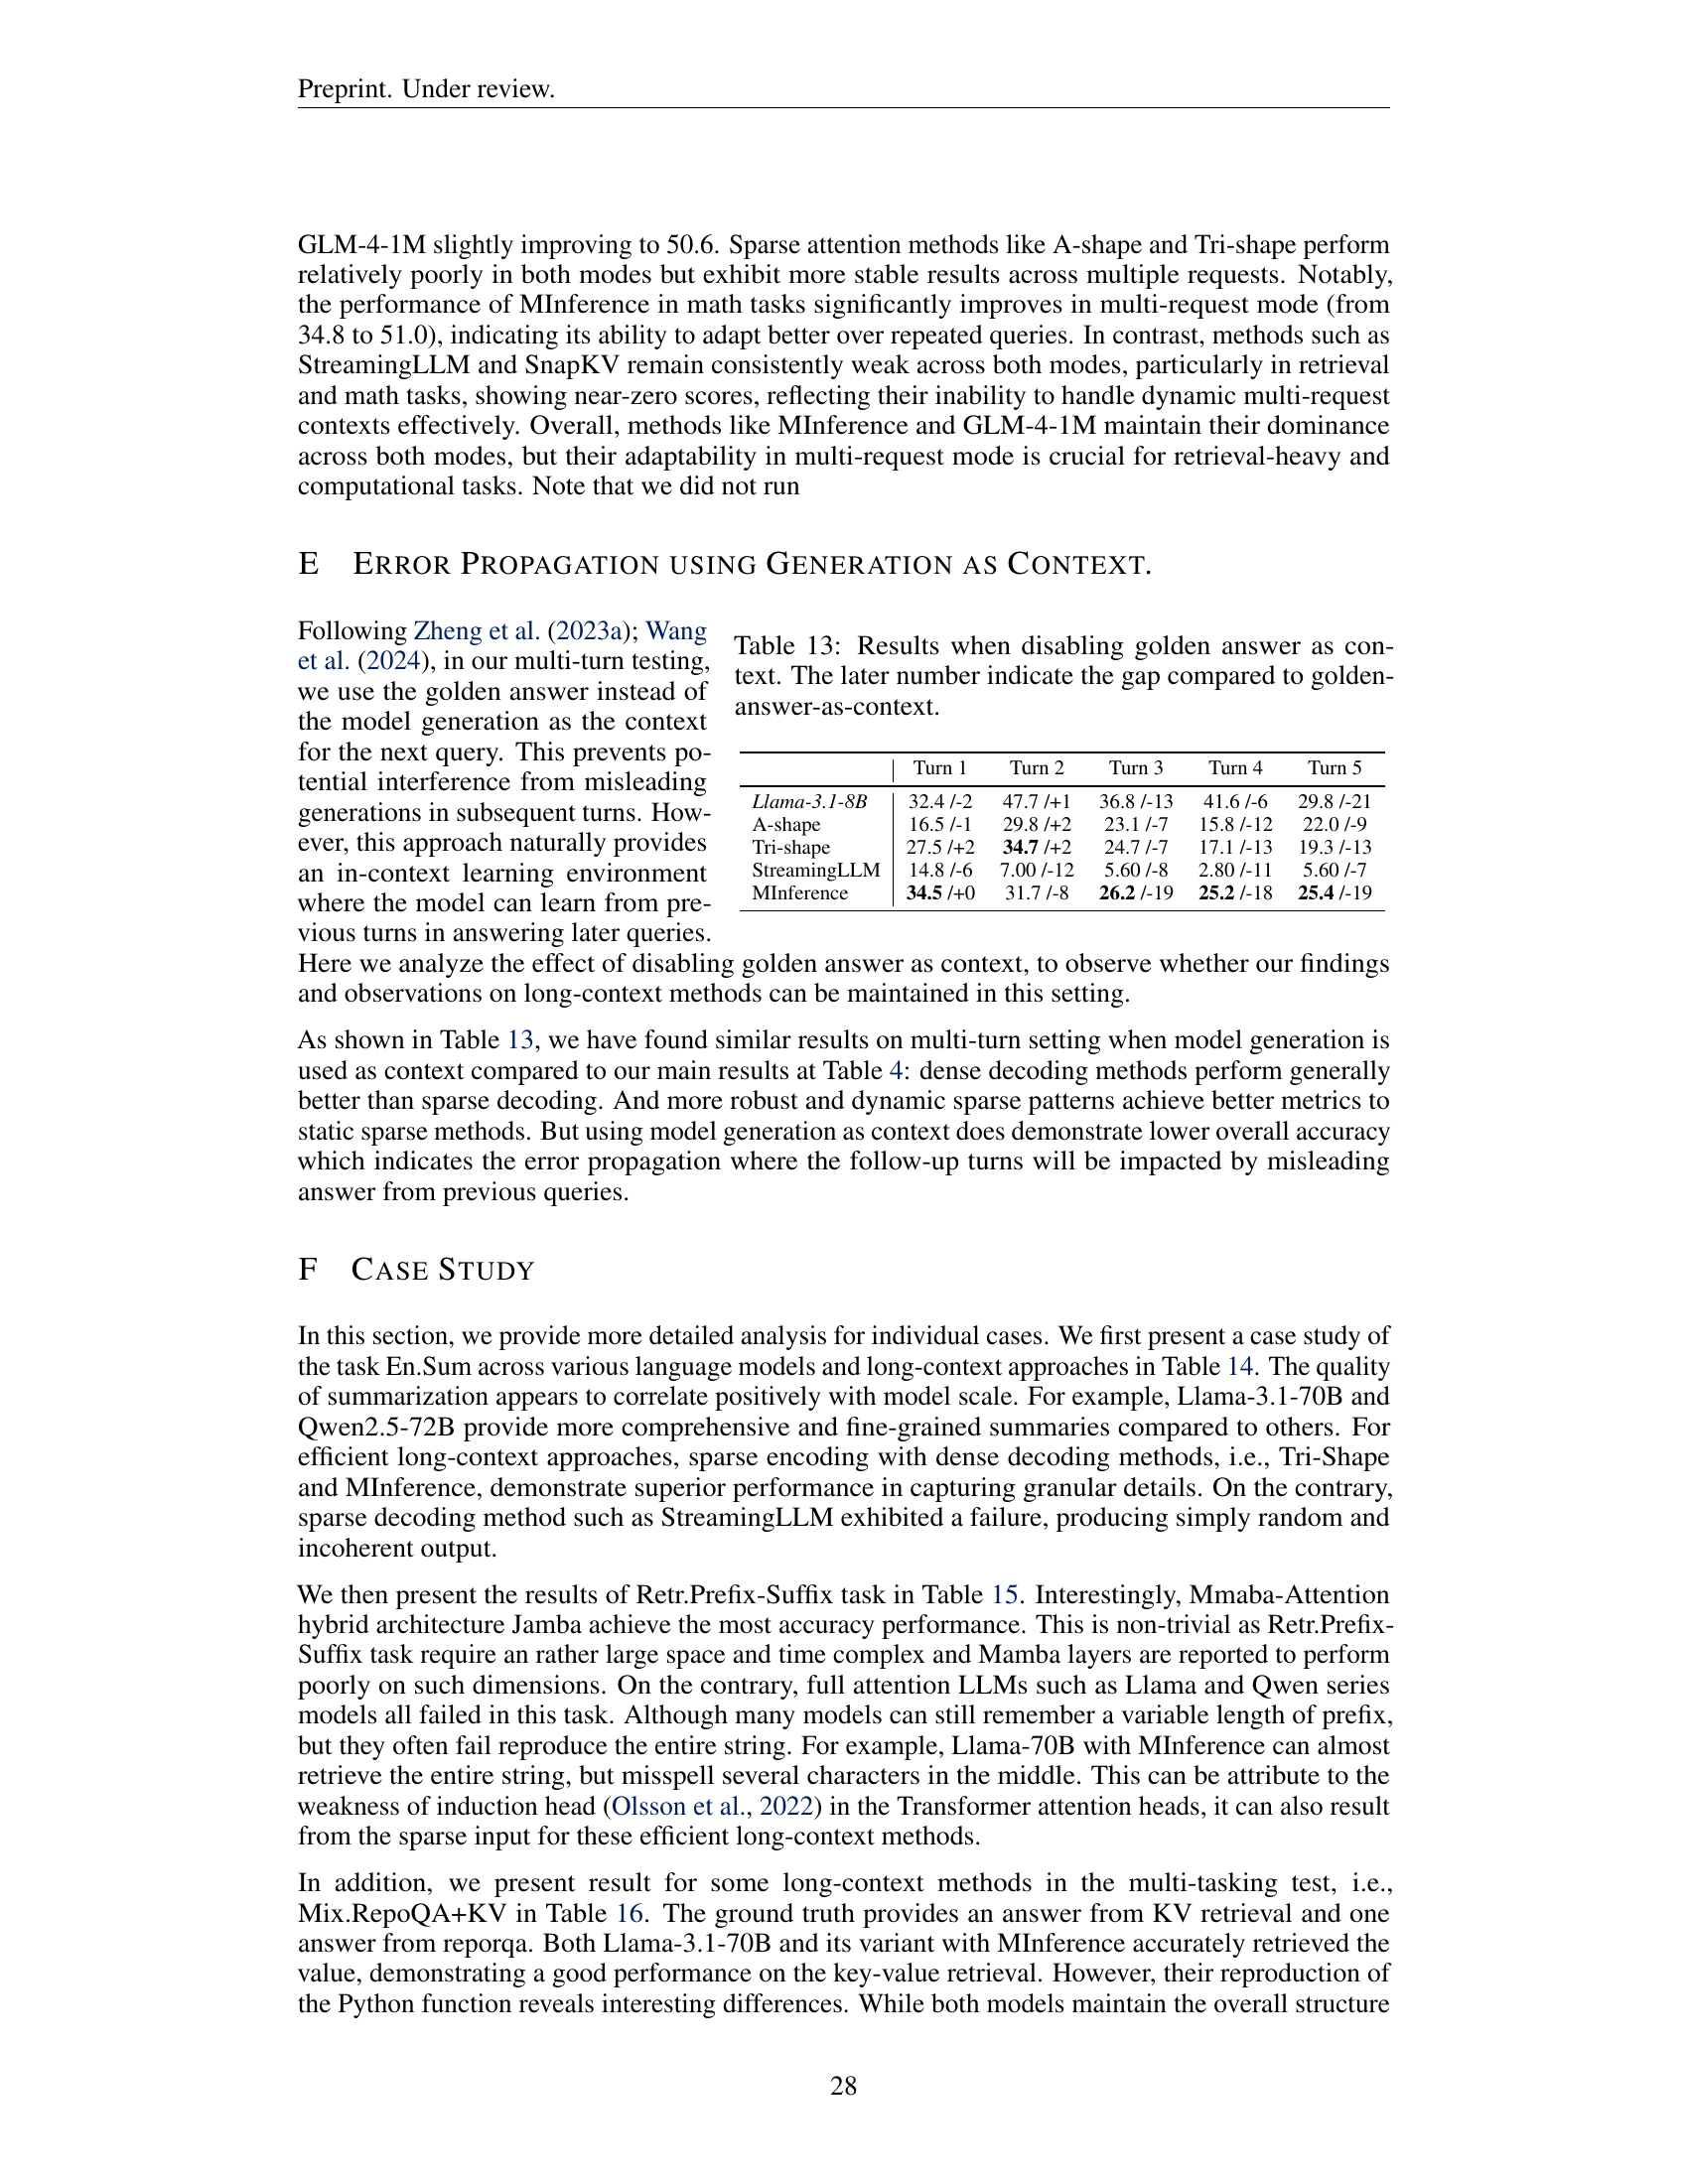 Preprint. Under review.
GLM-4-1M slightly improving to 50.6. Sparse attention methods like A-shape and Tri-shape perform
relatively poorly in both modes but exhibit more stable results across multiple requests. Notably,
the performance of MInference in math tasks significantly improves in multi-request mode (from
34.8 to 51.0), indicating its ability to adapt better over repeated queries. In contrast, methods such as
StreamingLLM and SnapKV remain consistently weak across both modes, particularly in retrieval
and math tasks, showing near-zero scores, reflecting their inability to handle dynamic multi-request
contexts effectively. Overall, methods like MInference and GLM-4-1M maintain their dominance
across both modes, but their adaptability in multi-request mode is crucial for retrieval-heavy and
computational tasks. Note that we did not run
E ERROR PROPAGATION USING GENERATION AS CONTEXT.
Following Zheng et al. (2023a); Wang
et al. (2024), in our multi-turn testing,
we use the golden answer instead of
the model generation as the context
for the next query. This prevents po-
tential interference from misleading
generations in subsequent turns. How-
ever, this approach naturally provides
an in-context learning environment
where the model can learn from pre-
vious turns in answering later queries.
Table 13: Results when disabling golden answer as con-
text. The later number indicate the gap compared to golden-
answer-as-context.
Turn 1 Turn 2 Turn 3 Turn 4 Turn 5
Llama-3.1-8B 32.4 /-2 47.7 /+1 36.8 /-13 41.6 /-6 29.8 /-21
A-shape 16.5 /-1 29.8 /+2 23.1 /-7 15.8 /-12 22.0 /-9
Tri-shape 27.5 /+2 34.7 /+2 24.7 /-7 17.1 /-13 19.3 /-13
StreamingLLM 14.8 /-6 7.00 /-12 5.60 /-8 2.80 /-11 5.60 /-7
MInference 34.5 /+0 31.7 /-8 26.2 /-19 25.2 /-18 25.4 /-19
Here we analyze the effect of disabling golden answer as context, to observe whether our findings
and observations on long-context methods can be maintained in this setting.
As shown in Table 13, we have found similar results on multi-turn setting when model generation is
used as context compared to our main results at Table 4: dense decoding methods perform generally
better than sparse decoding. And more robust and dynamic sparse patterns achieve better metrics to
static sparse methods. But using model generation as context does demonstrate lower overall accuracy
which indicates the error propagation where the follow-up turns will be impacted by misleading
answer from previous queries.
F CASE STUDY
In this section, we provide more detailed analysis for individual cases. We first present a case study of
the task En.Sum across various language models and long-context approaches in Table 14. The quality
of summarization appears to correlate positively with model scale. For example, Llama-3.1-70B and
Qwen2.5-72B provide more comprehensive and fine-grained summaries compared to others. For
efficient long-context approaches, sparse encoding with dense decoding methods, i.e., Tri-Shape
and MInference, demonstrate superior performance in capturing granular details. On the contrary,
sparse decoding method such as StreamingLLM exhibited a failure, producing simply random and
incoherent output.
We then present the results of Retr.Prefix-Suffix task in Table 15. Interestingly, Mmaba-Attention
hybrid architecture Jamba achieve the most accuracy performance. This is non-trivial as Retr.Prefix-
Suffix task require an rather large space and time complex and Mamba layers are reported to perform
poorly on such dimensions. On the contrary, full attention LLMs such as Llama and Qwen series
models all failed in this task. Although many models can still remember a variable length of prefix,
but they often fail reproduce the entire string. For example, Llama-70B with MInference can almost
retrieve the entire string, but misspell several characters in the middle. This can be attribute to the
weakness of induction head (Olsson et al., 2022) in the Transformer attention heads, it can also result
from the sparse input for these efficient long-context methods.
In addition, we present result for some long-context methods in the multi-tasking test, i.e.,
Mix.RepoQA+KV in Table 16. The ground truth provides an answer from KV retrieval and one
answer from reporqa. Both Llama-3.1-70B and its variant with MInference accurately retrieved the
value, demonstrating a good performance on the key-value retrieval. However, their reproduction of
the Python function reveals interesting differences. While both models maintain the overall structure
28